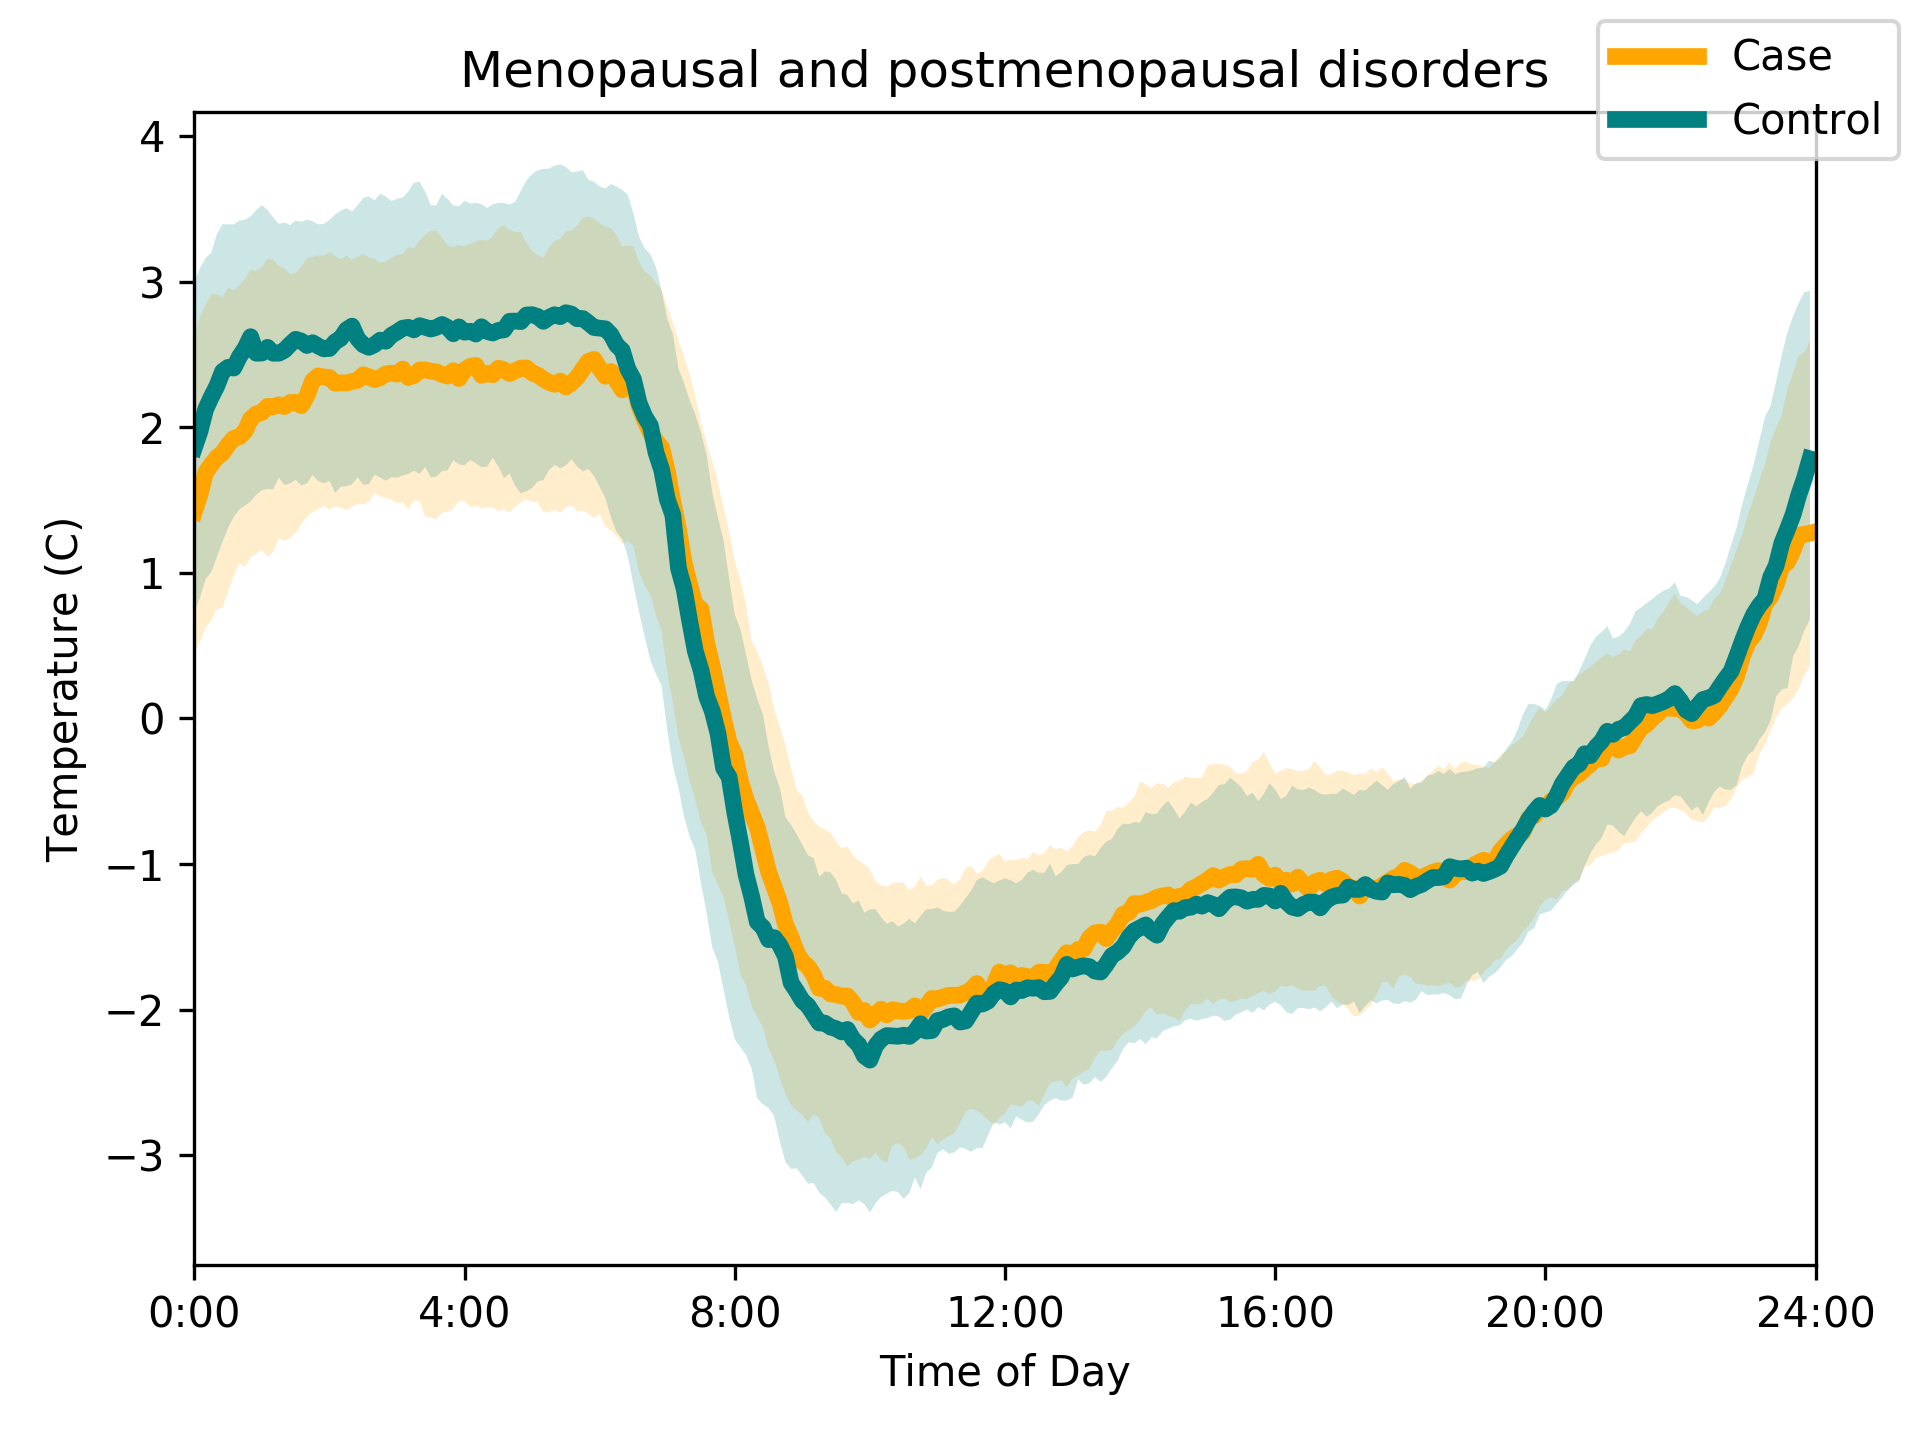 Menopausal and postmenopausal disorders
Case
Control
Temperature (C)
4
3
2
1
0
−1
−2
−3
0:00 4:00 8:00 12:00 16:00 20:00 24:00
Time of Day